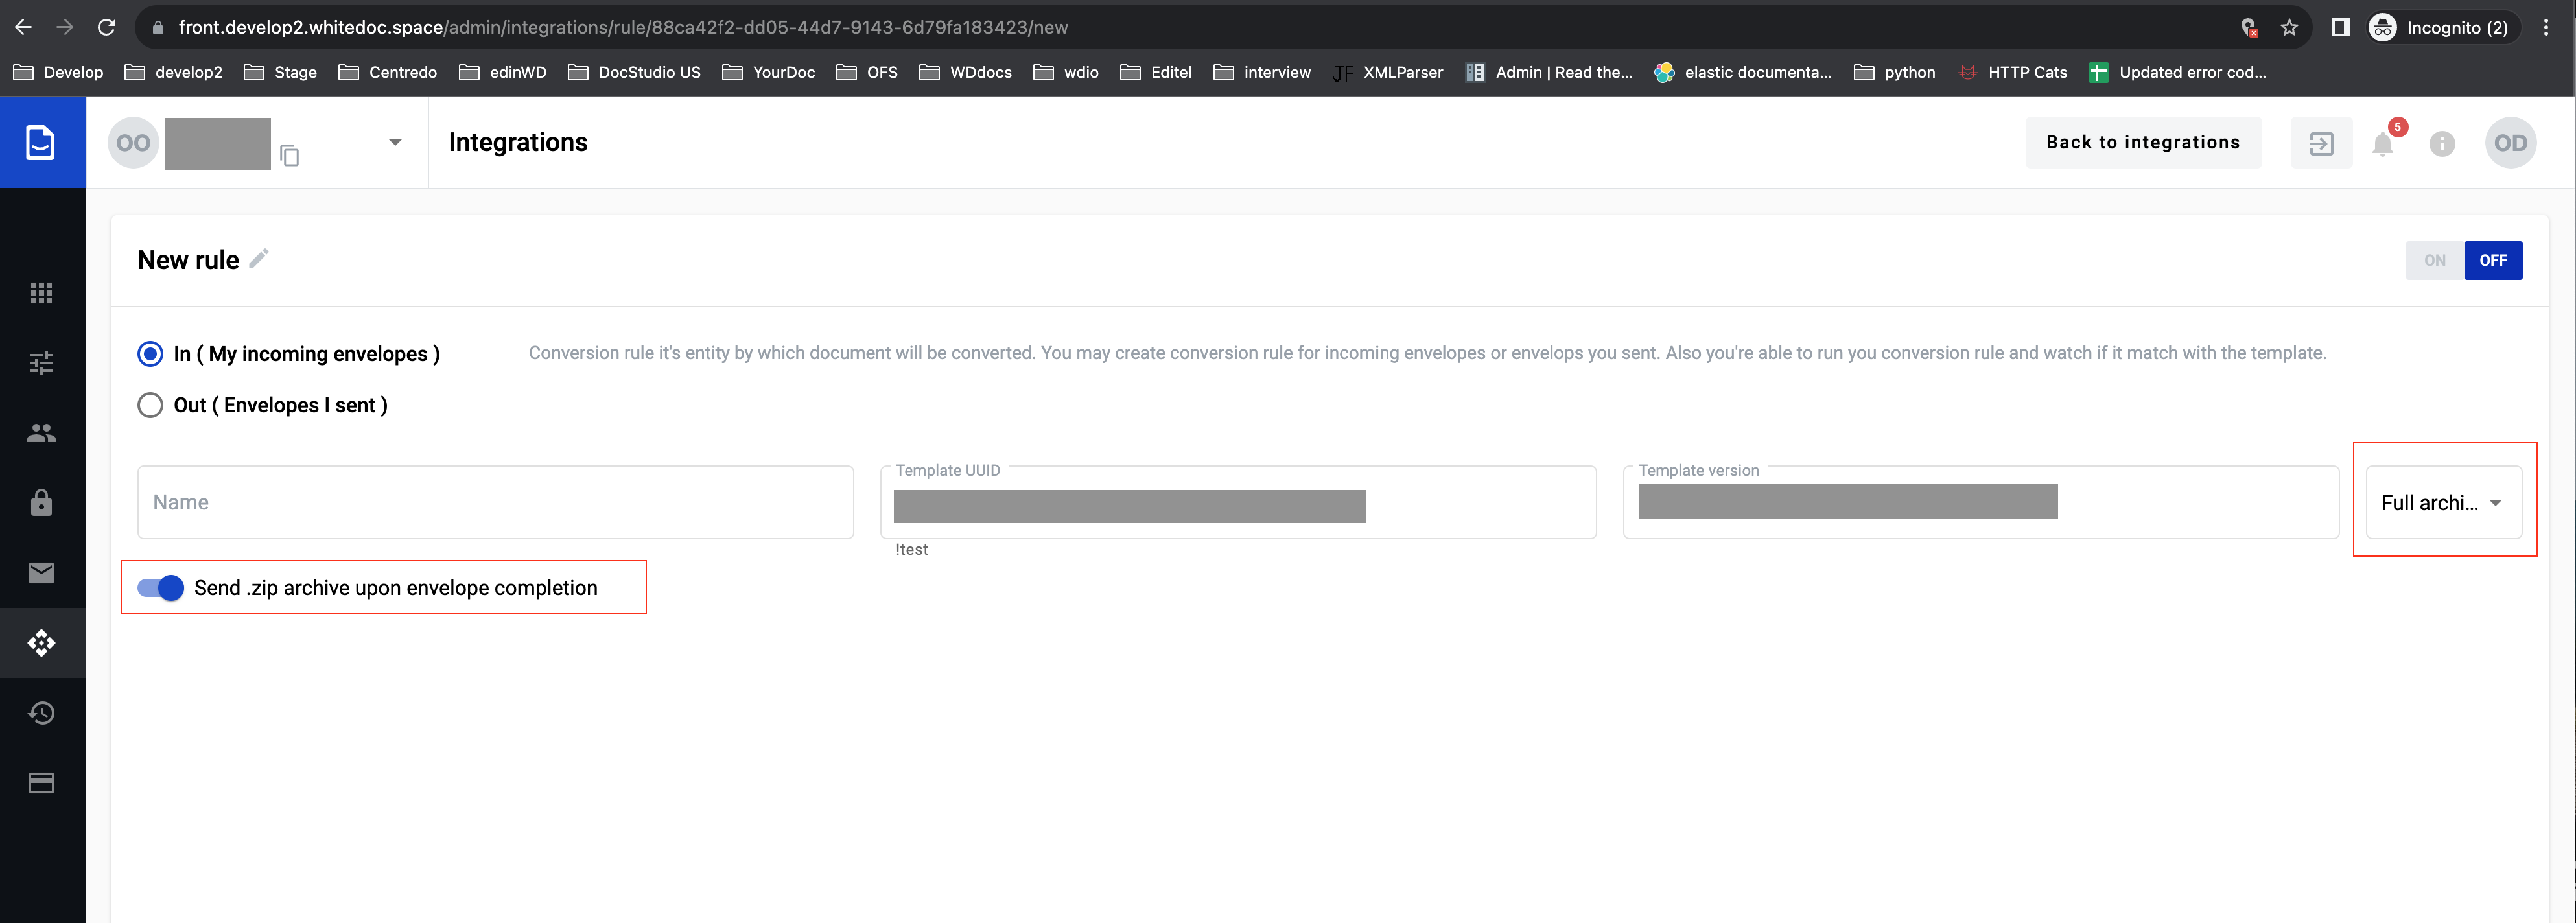 front.develop2.whitedoc.space/admin/integrations/rule/88ca42f2-dd05-44d7-9143-6d79fa183423/new
Incognito (2)
Develop
develop2
Stage
Centredo
edinWD
DocStudio US
YourDoc
OFS
WDdocs
wdio
Editel
interview
JF XMLParser
Admin | Read the...
elastic documenta...
python
HTTP Cats
Updated error cod...
OO
Integrations
Back to integrations
5
OD
New rule
ON
OFF
In ( My incoming envelopes )
Conversion rule it's entity by which document will be converted. You may create conversion rule for incoming envelopes or envelops you sent. Also you're able to run you conversion rule and watch if it match with the template.
Out ( Envelopes I sent )
Name
Template UUID
!test
Template version
Full archi...
Send .zip archive upon envelope completion